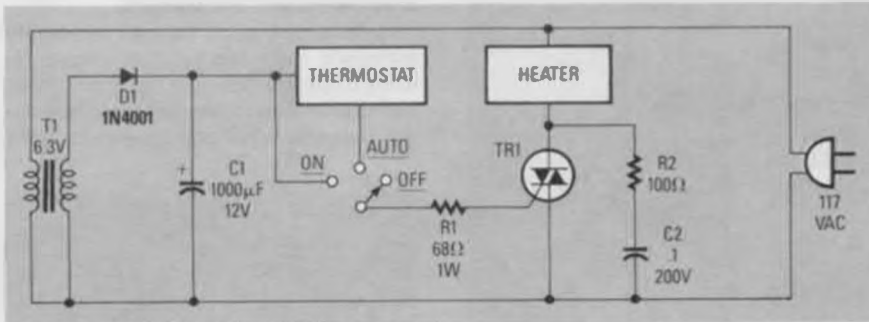 THERMOSTAT
HEATER
D1
1N4001
T1
6.3V
C1
1000µF
12V
ON
AUTO
OFF
TR1
R1
68Ω
1W
R2
100Ω
C2
.1
200V
117
VAC
+